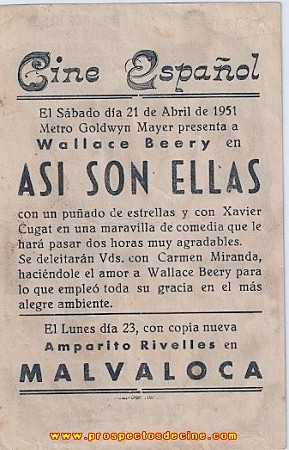 Cine Español
El Sábado día 21 de Abril de 1951
Metro Goldwyn Mayer presenta a
Wallace Beery en
ASI SON ELLAS
con un puñado de estrellas y con Xavier
Cugat en una maravilla de comedia que le
hará pasar dos horas muy agradables.
Se deleitarán Vds. con Carmen Miranda,
haciéndole el amor a Wallace Beery para
lo que empleó toda su gracia en el más
alegre ambiente.
El Lunes día 23, con copia nueva
Amparito Rivelles en
MALVALOCA
www.prospectosdecine.com